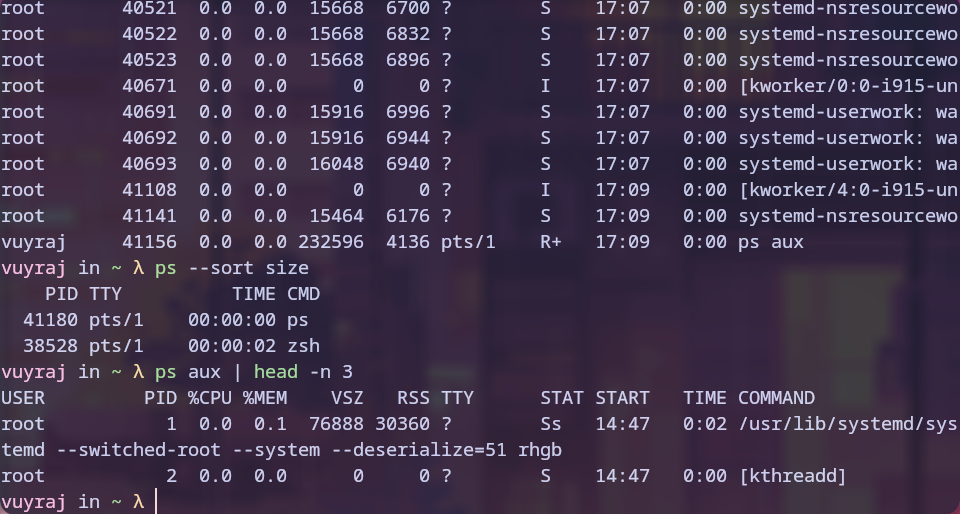 root       40521  0.0  0.0  15668  6700 ?        S    17:07   0:00 systemd-nsresourcewo
root       40522  0.0  0.0  15668  6832 ?        S    17:07   0:00 systemd-nsresourcewo
root       40523  0.0  0.0  15668  6896 ?        S    17:07   0:00 systemd-nsresourcewo
root       40671  0.0  0.0      0     0 ?        I    17:07   0:00 [kworker/0:0-i915-un
root       40691  0.0  0.0  15916  6996 ?        S    17:07   0:00 systemd-userwork: wa
root       40692  0.0  0.0  15916  6944 ?        S    17:07   0:00 systemd-userwork: wa
root       40693  0.0  0.0  16048  6940 ?        S    17:07   0:00 systemd-userwork: wa
root       41108  0.0  0.0      0     0 ?        I    17:09   0:00 [kworker/4:0-i915-un
root       41141  0.0  0.0  15464  6176 ?        S    17:09   0:00 systemd-nsresourcewo
vuyraj     41156  0.0  0.0 232596  4136 pts/1    R+   17:09   0:00 ps aux
vuyraj in ~ λ ps --sort size
    PID TTY          TIME CMD
  41180 pts/1    00:00:00 ps
  38528 pts/1    00:00:02 zsh
vuyraj in ~ λ ps aux | head -n 3
USER         PID %CPU %MEM    VSZ   RSS TTY      STAT START   TIME COMMAND
root           1  0.0  0.1  76888 30360 ?        Ss   14:47   0:02 /usr/lib/systemd/sys
temd --switched-root --system --deserialize=51 rhgb
root           2  0.0  0.0      0     0 ?        S    14:47   0:00 [kthreadd]
vuyraj in ~ λ